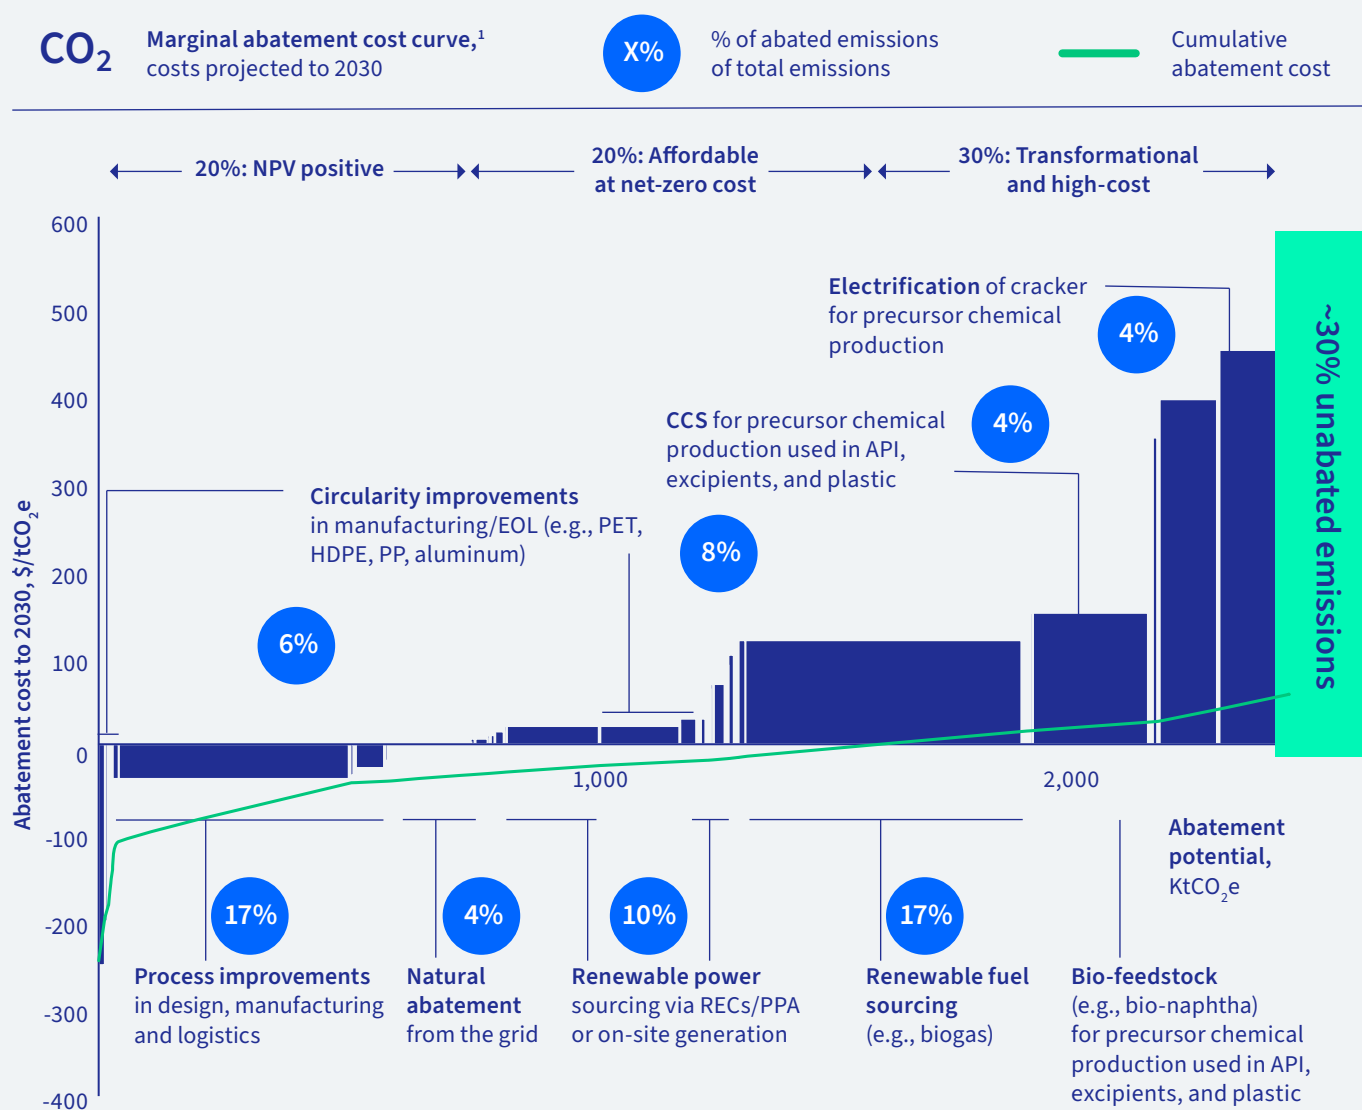 CO2
Marginal abatement cost curve,1
costs projected to 2030
X%
% of abated emissions
of total emissions
Cumulative
abatement cost
20%: NPV positive
20%: Affordable
at net-zero cost
30%: Transformational
and high-cost
600
500
400
300
200
100
0
-100
-200
-300
-400
Abatement cost to 2030, $/tCO2e
Electrification of cracker
for precursor chemical
production
4%
CCS for precursor chemical
production used in API,
excipients, and plastic
4%
Circularity improvements
in manufacturing/EOL (e.g., PET,
HDPE, PP, aluminum)
8%
6%
~30% unabated emissions
1,000
2,000
Abatement
potential,
KtCO2e
17%
Process improvements
in design, manufacturing
and logistics
4%
Natural
abatement
from the grid
10%
Renewable power
sourcing via RECs/PPA
or on-site generation
17%
Renewable fuel
sourcing
(e.g., biogas)
Bio-feedstock
(e.g., bio-naphtha)
for precursor chemical
production used in API,
excipients, and plastic